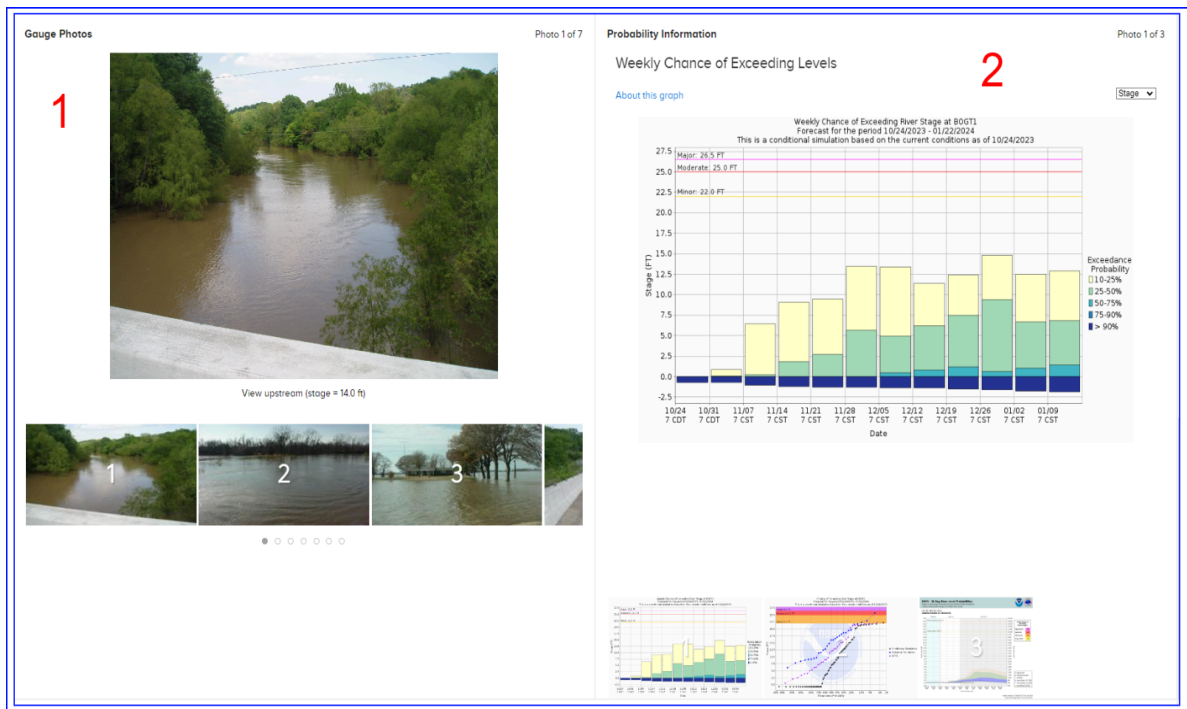 Gauge Photos
Photo 1 of 7
1
View upstream (stage = 14.0 ft)
1
2
3
Probability Information
Photo 1 of 3
2
Weekly Chance of Exceeding Levels
About this graph
Stage
Weekly Chance of Exceeding River Stage at BOGT1
Forecast for the period 10/24/2023 - 01/22/2024
This is a conditional simulation based on the current conditions as of 10/24/2023
27.5
Major: 26.5 FT
25.0
Moderate: 25.0 FT
22.5
Minor: 22.0 FT
20.0
17.5
15.0
12.5
10.0
7.5
5.0
2.5
0.0
-2.5
Stage (FT)
Exceedance
Probability
10-25%
25-50%
50-75%
75-90%
> 90%
10/24 10/31 11/07 11/14 11/21 11/28 12/05 12/12 12/19 12/26 01/02 01/09
7 CDT 7 CDT 7 CST 7 CST 7 CST 7 CST 7 CST 7 CST 7 CST 7 CST 7 CST 7 CST
Date
3